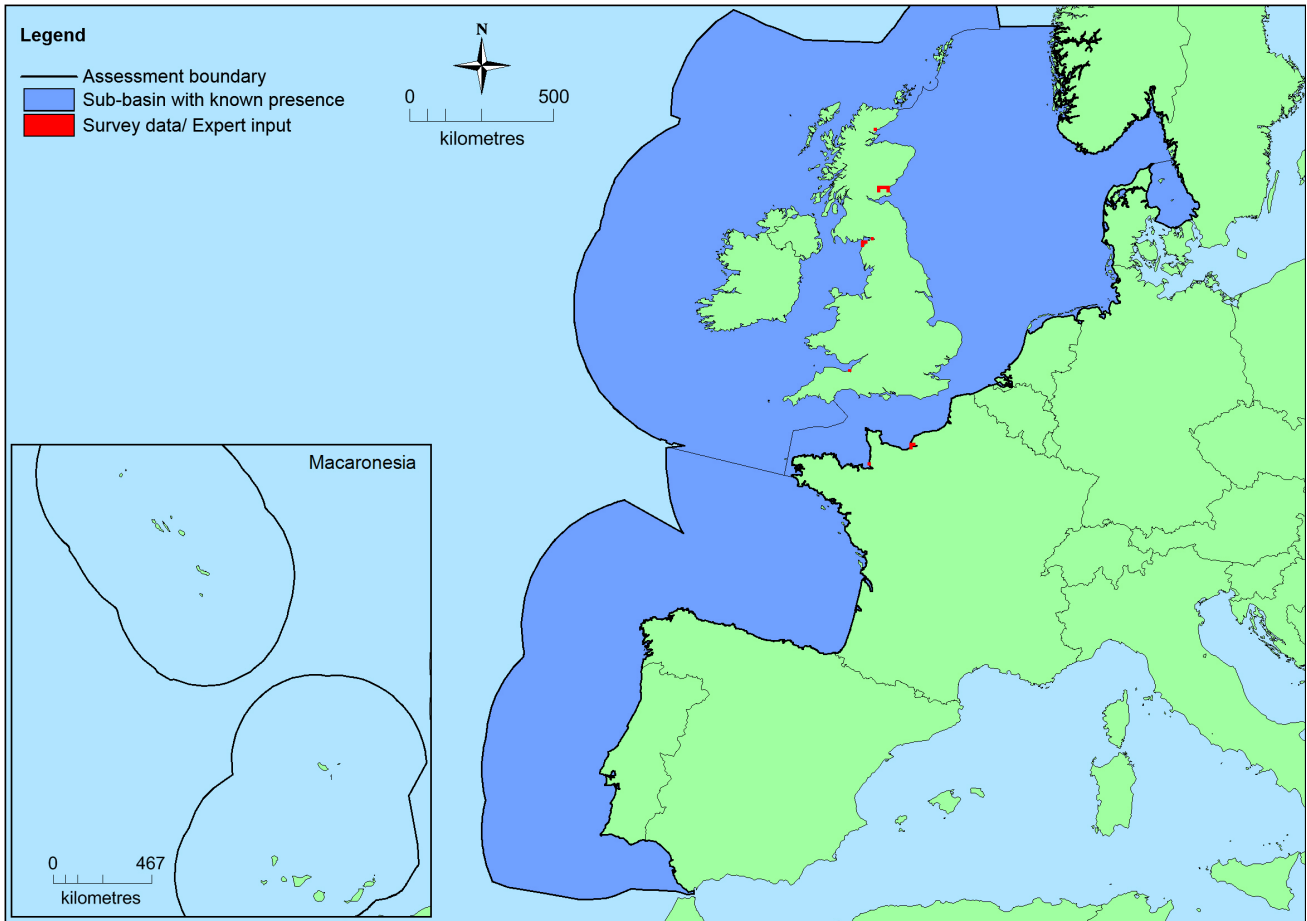 Legend
Assessment boundary
Sub-basin with known presence
Survey data/ Expert input
N
0 500
kilometres
Macaronesia
0 467
kilometres